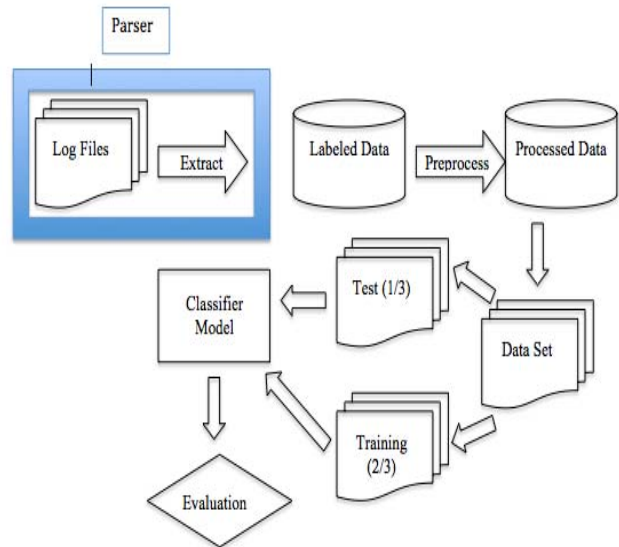 Parser
Log Files
Extract
Labeled Data
Preprocess
Processed Data
Test (1/3)
Classifier
Model
Data Set
Training
(2/3)
Evaluation